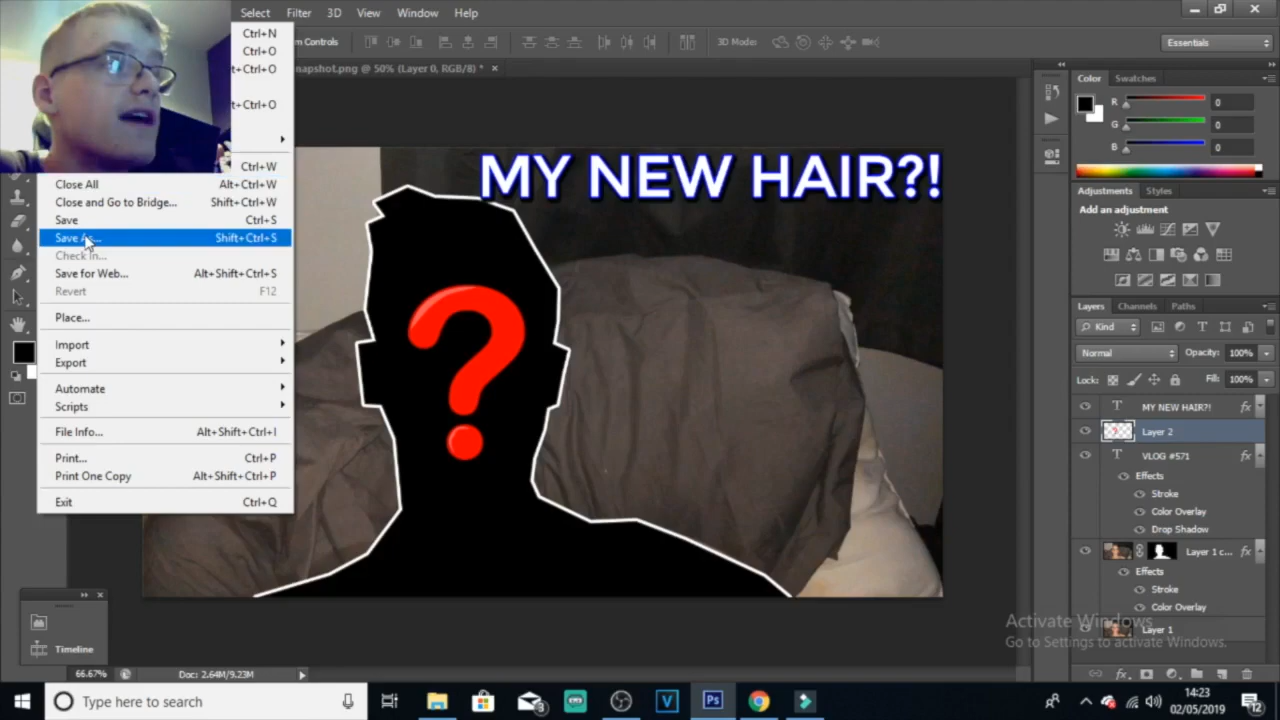 Select Filter 3D View Window Help
Ctrl+N
Ctrl+O
t+Ctrl+O
t+Ctrl+O
Ctrl+W
Close All Alt+Ctrl+W
Close and Go to Bridge... Shift+Ctrl+W
Save Ctrl+S
Save As... Shift+Ctrl+S
Check In...
Save for Web... Alt+Shift+Ctrl+S
Revert F12
Place...
Import
Export
Automate
Scripts
File Info... Alt+Shift+Ctrl+I
Print... Ctrl+P
Print One Copy Alt+Shift+Ctrl+P
Exit Ctrl+Q
Controls
3D Mode:
Essentials
napshot.png @ 50% (Layer 0, RGB/8) *
MY NEW HAIR?!
?
Color Swatches
R 0
G 0
B 0
Adjustments Styles
Add an adjustment
Layers Channels Paths
Kind
Normal Opacity: 100%
Lock: Fill: 100%
MY NEW HAIR?! fx
Layer 2
VLOG #571
Effects
Stroke
Color Overlay
Drop Shadow
Layer 1 c... fx
Effects
Stroke
Color Overlay
Layer 1
Activate Windows
Go to Settings to activate Windows.
Timeline
66.67% Doc: 2.64M/9.23M
Type here to search
3
V
Ps
14:23
02/05/2019
12